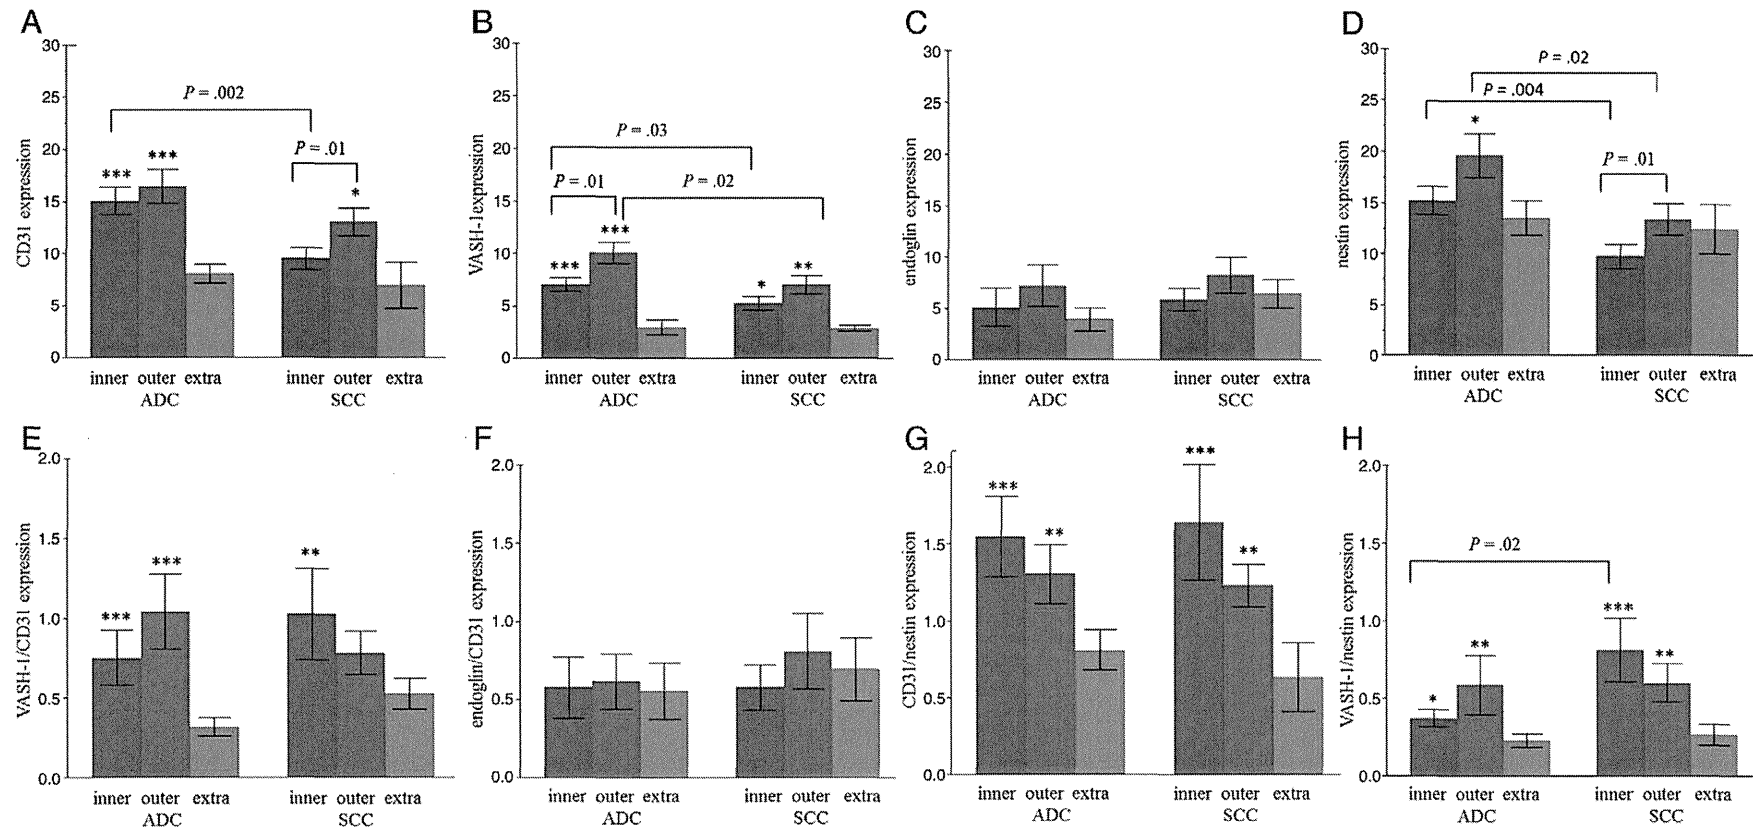 A
CD31 expression
30
25
20
15
10
5
0
P = .002
P = .01
***
***
*
inner outer extra
ADC
inner outer extra
SCC
B
VASH-1expression
30
25
20
15
10
5
0
P = .03
P = .01
P = .02
***
***
*
**
inner outer extra
ADC
inner outer extra
SCC
C
endoglin expression
30
25
20
15
10
5
0
inner outer extra
ADC
inner outer extra
SCC
D
nestin expression
30
25
20
15
10
5
0
P = .02
P = .004
*
P = .01
inner outer extra
ADC
inner outer extra
SCC
E
VASH-1/CD31 expression
2.0
1.5
1.0
0.5
0.0
***
***
**
inner outer extra
ADC
inner outer extra
SCC
F
endoglin/CD31 expression
2.0
1.5
1.0
0.5
0.0
inner outer extra
ADC
inner outer extra
SCC
G
CD31/nestin expression
2.0
1.5
1.0
0.5
0.0
***
**
***
**
inner outer extra
ADC
inner outer extra
SCC
H
VASH-1/nestin expression
2.0
1.5
1.0
0.5
0.0
P = .02
*
**
***
**
inner outer extra
ADC
inner outer extra
SCC